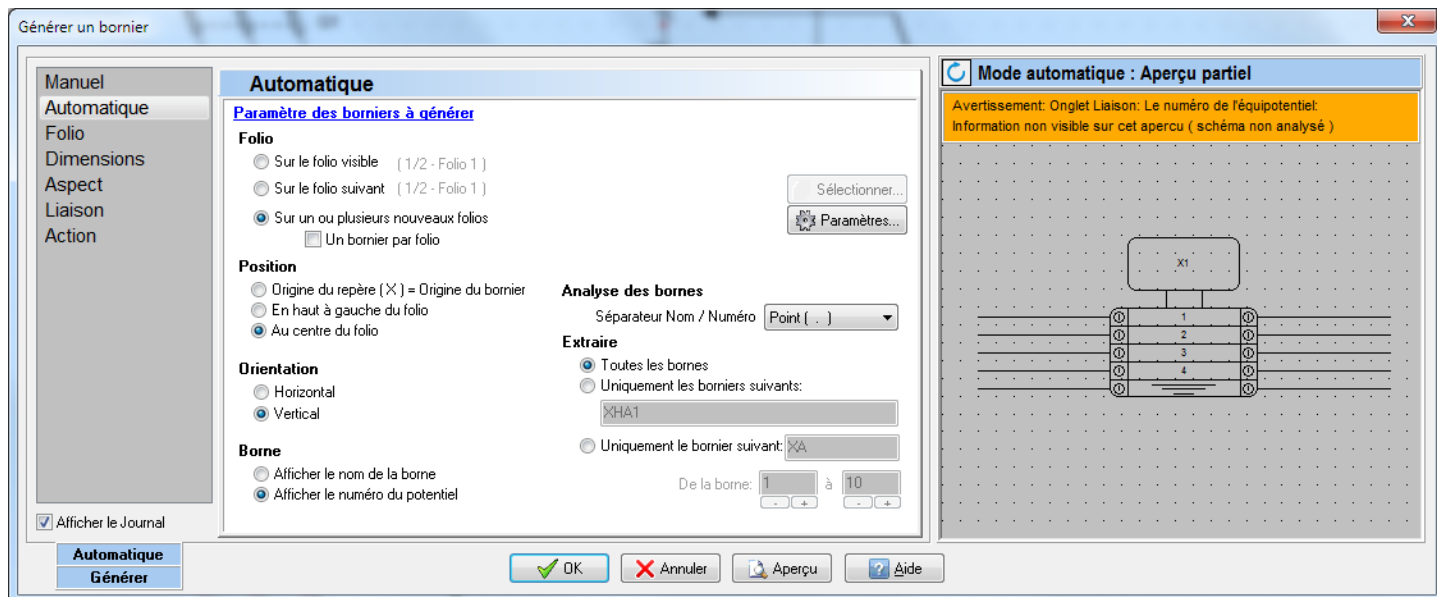 Générer un bornier
Manuel
Automatique
Folio
Dimensions
Aspect
Liaison
Action
Afficher le Journal
Automatique
Générer
Automatique
Paramètre des borniers à générer
Folio
Sur le folio visible ( 1/2 - Folio 1 )
Sur le folio suivant ( 1/2 - Folio 1 )
Sélectionner...
Sur un ou plusieurs nouveaux folios
Paramètres...
Un bornier par folio
Position
Origine du repère ( X ) = Origine du bornier
En haut à gauche du folio
Au centre du folio
Orientation
Horizontal
Vertical
Borne
Afficher le nom de la borne
Afficher le numéro du potentiel
Analyse des bornes
Séparateur Nom / Numéro Point ( . )
Extraire
Toutes les bornes
Uniquement les borniers suivants:
XHA1
Uniquement le bornier suivant: XA
De la borne: 1 à 10
- + - +
OK
Annuler
Aperçu
Aide
Mode automatique : Aperçu partiel
Avertissement: Onglet Liaison: Le numéro de l'équipotentiel:
Information non visible sur cet apercu ( schéma non analysé )
X1
1
2
3
4